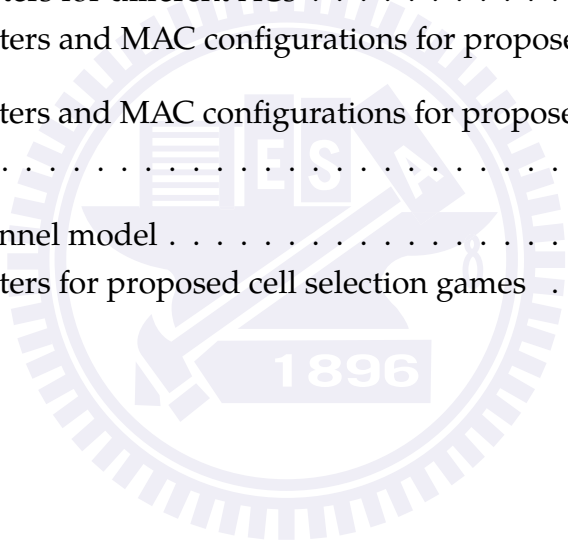 ters for different ACs . . . . . . . . . . .
ters and MAC configurations for propose
ters and MAC configurations for propose
. . . . . . . . . . . . . . . . . . . . . . . .
nnel model . . . . . . . . . . . . . . . . .
ters for proposed cell selection games .
E S A
1896